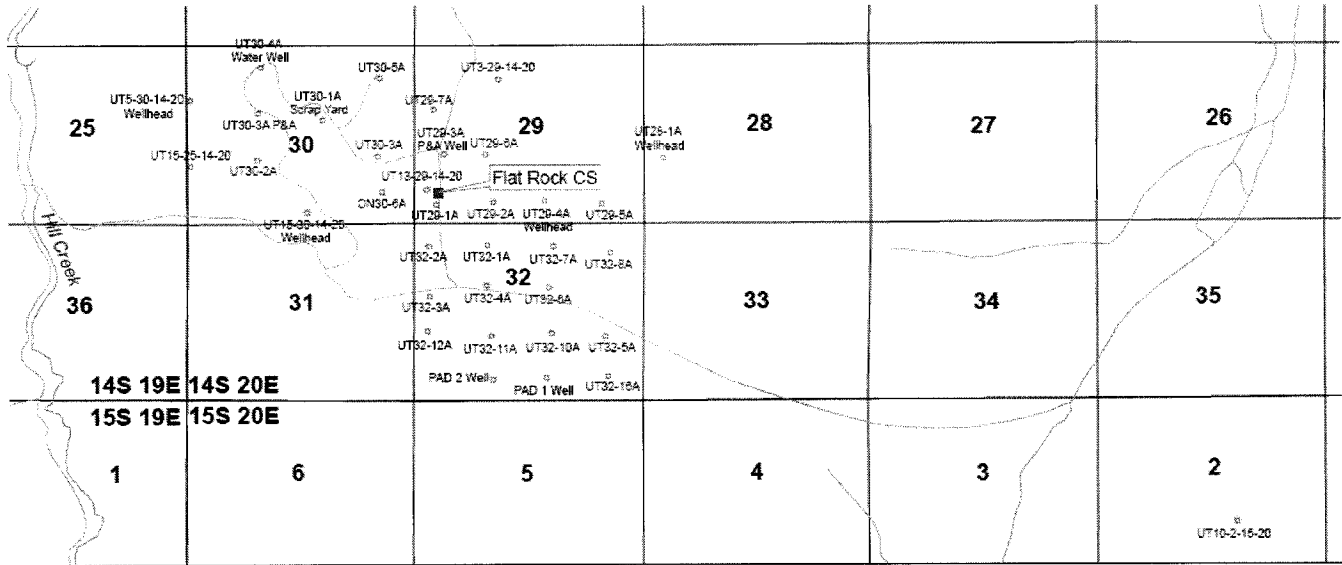 UT30-4A
Water Well
UT30-5A
UT3-29-14-20
UT5-30-14-20
Wellhead
UT30-1A
Scrap Yard
UT29-7A
25
UT30-3A P&A
30
29
28
27
26
UT29-3A
P&A Well
UT29-6A
UT28-1A
Wellhead
UT15-25-14-20
UT30-2A
UT30-3A
UT13-29-14-20
Flat Rock CS
ON30-6A
UT29-1A
UT29-2A
UT29-4A
Wellhead
UT29-5A
UT15-30-14-20
Wellhead
Hill Creek
UT32-2A
UT32-1A
UT32-7A
UT32-8A
36
31
32
33
34
35
UT32-3A
UT32-4A
UT32-6A
UT32-12A
UT32-11A
UT32-10A
UT32-5A
PAD 2 Well
PAD 1 Well
UT32-16A
14S 19E 14S 20E
15S 19E 15S 20E
1
6
5
4
3
2
UT10-2-15-20